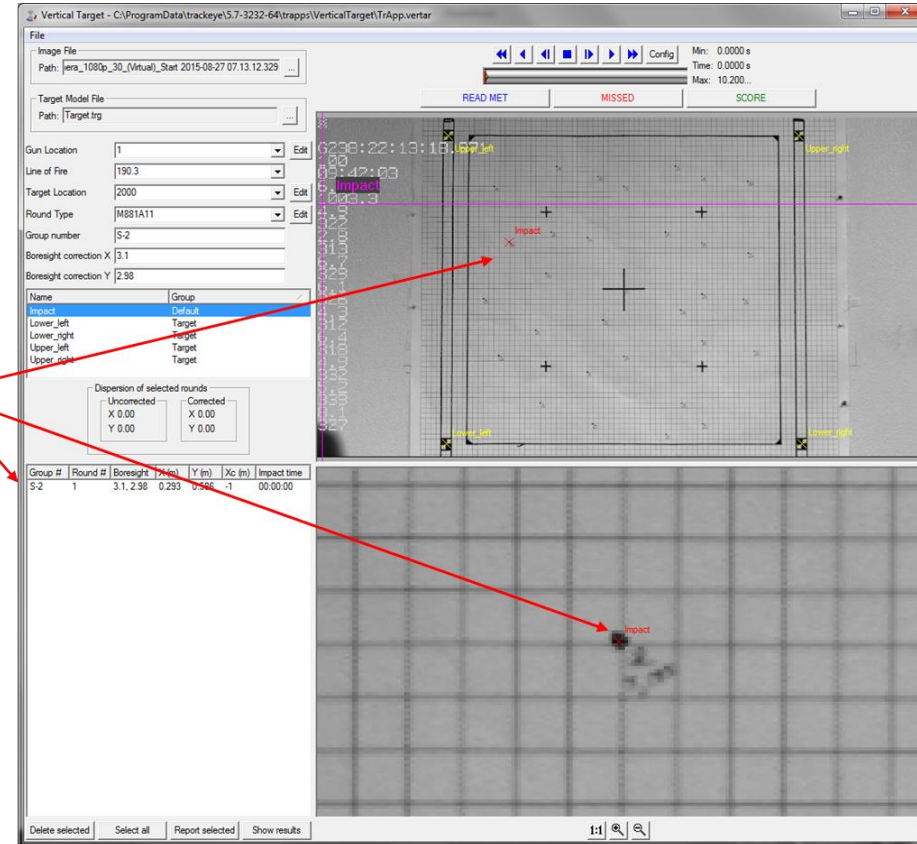 Vertical Target - C:\ProgramData\trackeye\5.7-3232-64\trapps\VerticalTarget\TrApp.vertar
File
Image File
Path: era_1080p_30_(Virtual)_Start 2015-08-27 07.13.12.329 ...
Target Model File
Path: Target.trg ...
Gun Location 1 Edit
Line of Fire 190.3
Target Location 2000 Edit
Round Type M881A11 Edit
Group number S-2
Boresight correction X 3.1
Boresight correction Y 2.98
Name Group
Impact Default
Lower_left Target
Lower_right Target
Upper_left Target
Upper_right Target
Dispersion of selected rounds
Uncorrected Corrected
X 0.00 X 0.00
Y 0.00 Y 0.00
Group # Round # Boresight X (m) Y (m) Xc (m) Impact time
S-2 1 3.1, 2.98 0.293 0.586 -1 00:00:00
Delete selected Select all Report selected Show results
Config
Min: 0.0000 s
Time: 0.0000 s
Max: 10.200...
READ MET MISSED SCORE
Upper_left
Upper_right
09:42:03
Impact
Impact
Lower_left
Lower_right
Impact
1:1